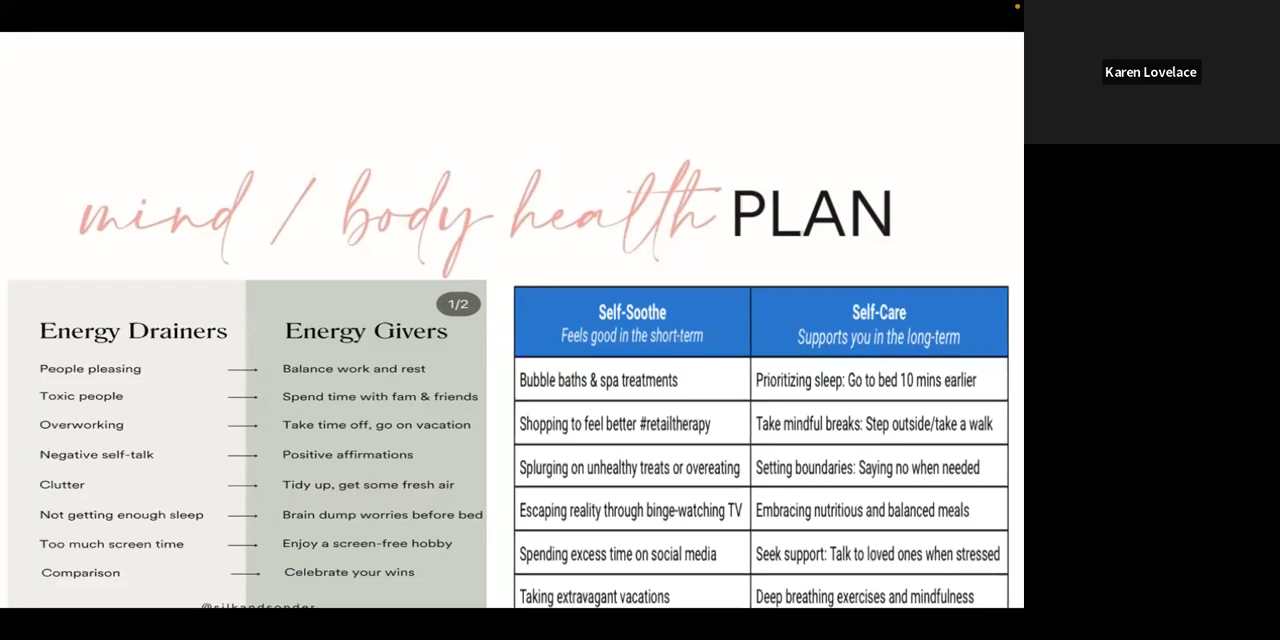 Karen Lovelace
mind / body health PLAN
1/2
Energy Drainers Energy Givers
People pleasing Balance work and rest
Toxic people Spend time with fam & friends
Overworking Take time off, go on vacation
Negative self-talk Positive affirmations
Clutter Tidy up, get some fresh air
Not getting enough sleep Brain dump worries before bed
Too much screen time Enjoy a screen-free hobby
Comparison Celebrate your wins
@silkandsonder
Self-Soothe Self-Care
Feels good in the short-term Supports you in the long-term
Bubble baths & spa treatments Prioritizing sleep: Go to bed 10 mins earlier
Shopping to feel better #retailtherapy Take mindful breaks: Step outside/take a walk
Splurging on unhealthy treats or overeating Setting boundaries: Saying no when needed
Escaping reality through binge-watching TV Embracing nutritious and balanced meals
Spending excess time on social media Seek support: Talk to loved ones when stressed
Taking extravagant vacations Deep breathing exercises and mindfulness